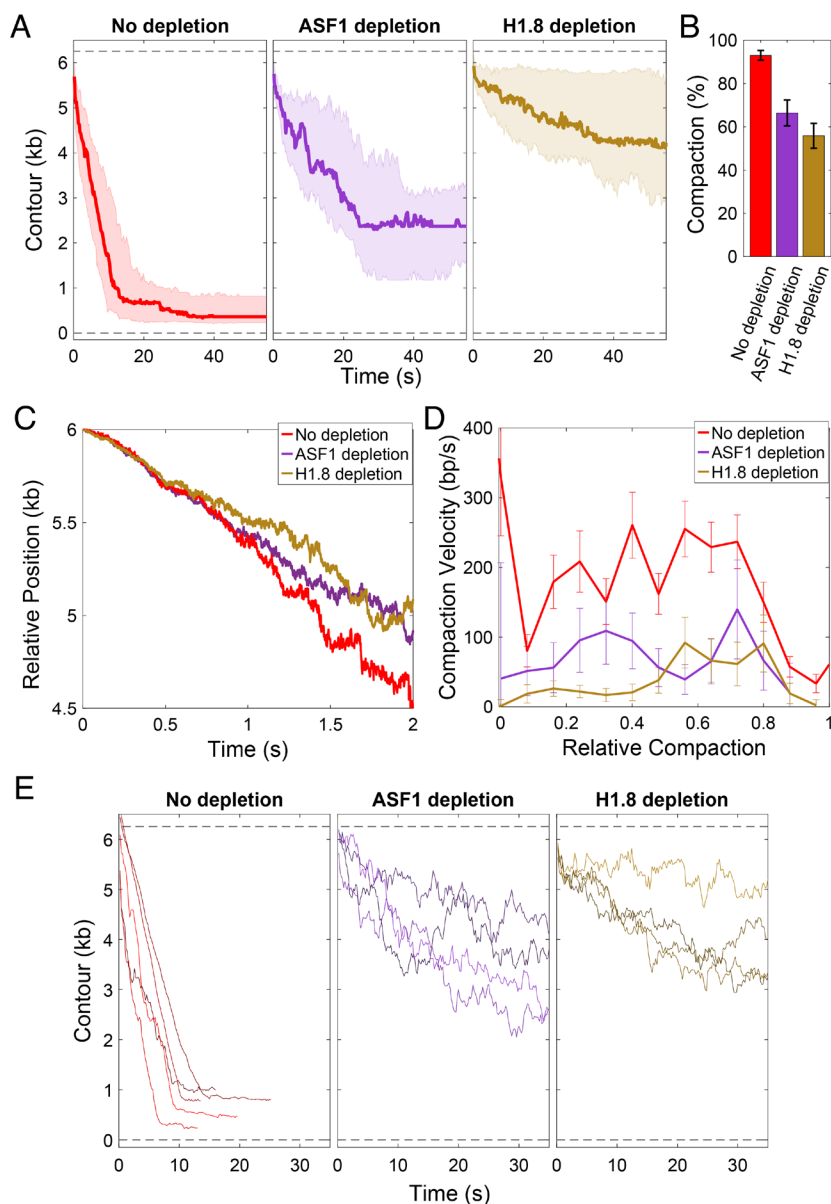 A
No depletion
ASF1 depletion
H1.8 depletion
Contour (kb)
6
5
4
3
2
1
0
0
20
40
0
20
40
0
20
40
Time (s)
B
Compaction (%)
100
80
60
40
20
0
No depletion
ASF1 depletion
H1.8 depletion
C
No depletion
ASF1 depletion
H1.8 depletion
Relative Position (kb)
6
5.5
5
4.5
0
0.5
1
1.5
2
Time (s)
D
No depletion
ASF1 depletion
H1.8 depletion
Compaction Velocity (bp/s)
400
300
200
100
0
0
0.2
0.4
0.6
0.8
1
Relative Compaction
E
No depletion
ASF1 depletion
H1.8 depletion
Contour (kb)
6
5
4
3
2
1
0
0
10
20
30
0
10
20
30
0
10
20
30
Time (s)